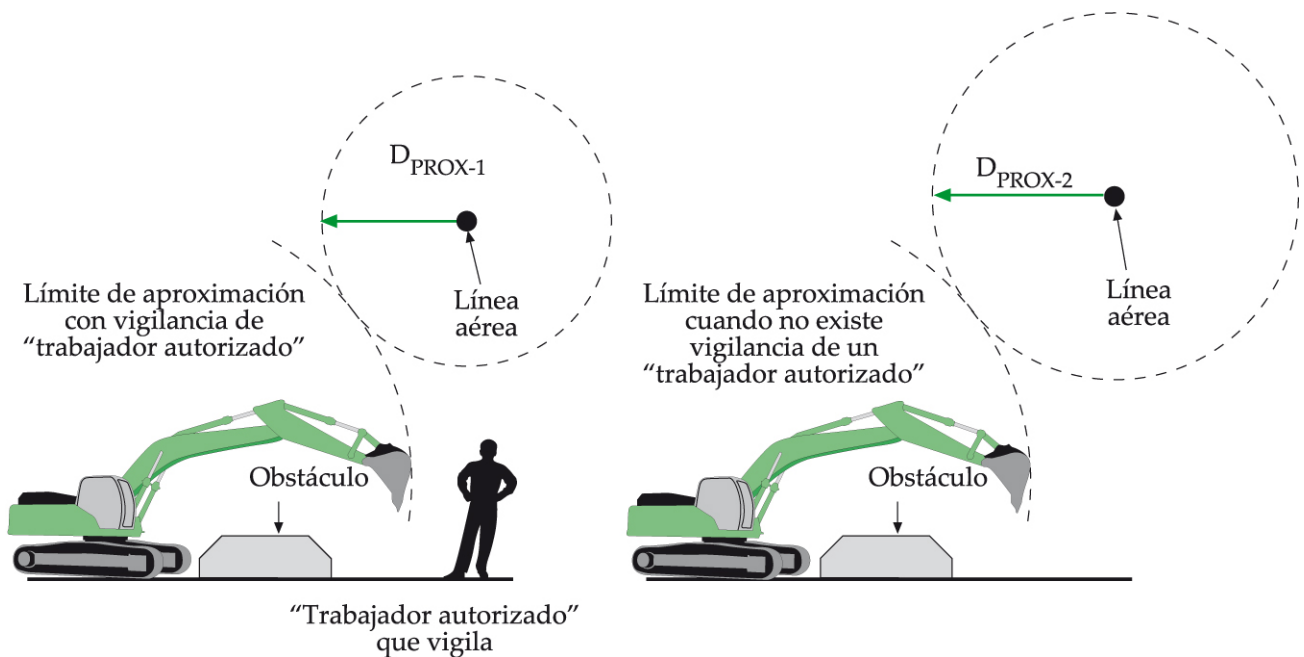 D_PROX-1
Línea
aérea
Límite de aproximación
con vigilancia de
“trabajador autorizado”
Obstáculo
“Trabajador autorizado”
que vigila
D_PROX-2
Línea
aérea
Límite de aproximación
cuando no existe
vigilancia de un
“trabajador autorizado”
Obstáculo